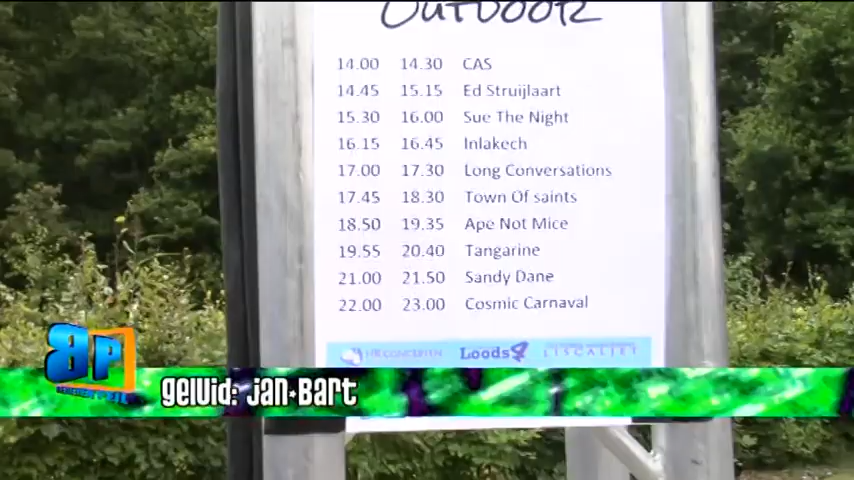 OUTDOOR
14.00 14.30 CAS
14.45 15.15 Ed Struijlaart
15.30 16.00 Sue The Night
16.15 16.45 Inlakech
17.00 17.30 Long Conversations
17.45 18.30 Town Of saints
18.50 19.35 Ape Not Mice
19.55 20.40 Tangarine
21.00 21.50 Sandy Dane
22.00 23.00 Cosmic Carnaval
Loods
LISCALIET
8P
geluid: Jan-Bart